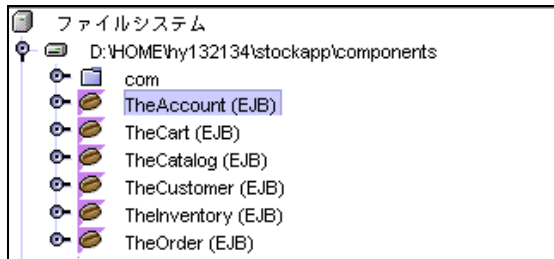 ファイルシステム
D:\HOME\hy132134\stockapp\components
com
TheAccount (EJB)
TheCart (EJB)
TheCatalog (EJB)
TheCustomer (EJB)
TheInventory (EJB)
TheOrder (EJB)